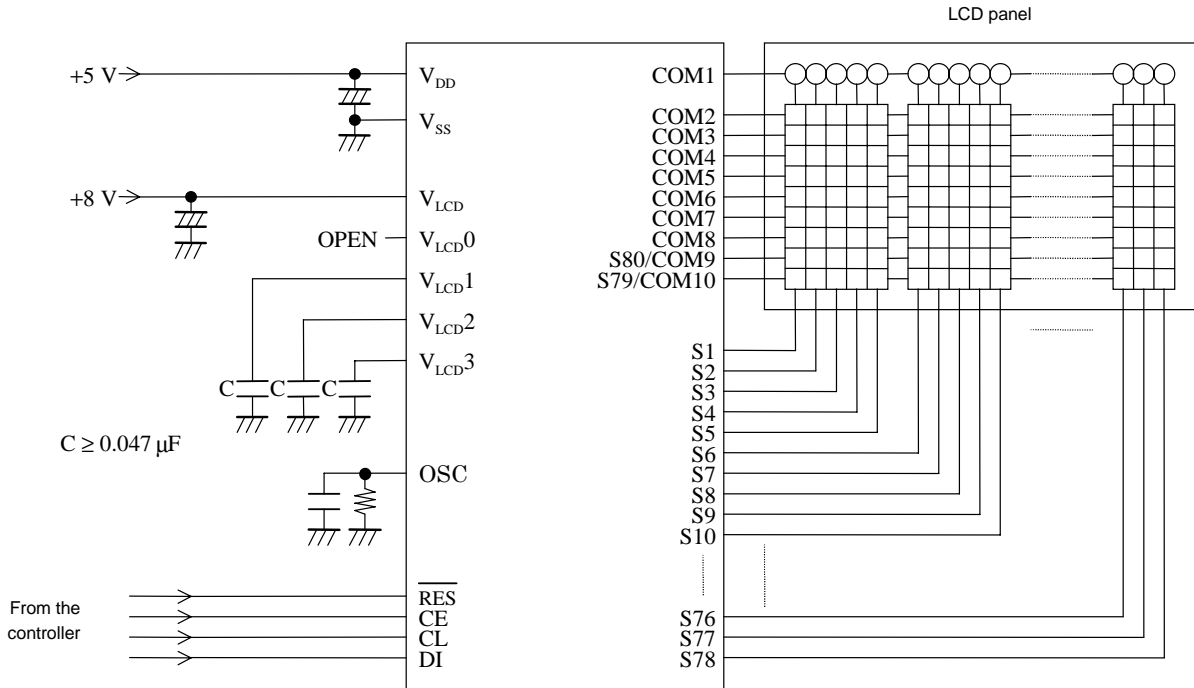 LCD panel
+5 V
VDD
COM1
VSS
COM2
COM3
COM4
COM5
+8 V
VLCD
COM6
COM7
OPEN
VLCD0
COM8
S80/COM9
VLCD1
S79/COM10
VLCD2
S1
VLCD3
S2
C
C
C
S3
S4
S5
C ≥ 0.047 µF
S6
OSC
S7
S8
S9
S10
From the
controller
RES
CE
CL
DI
S76
S77
S78